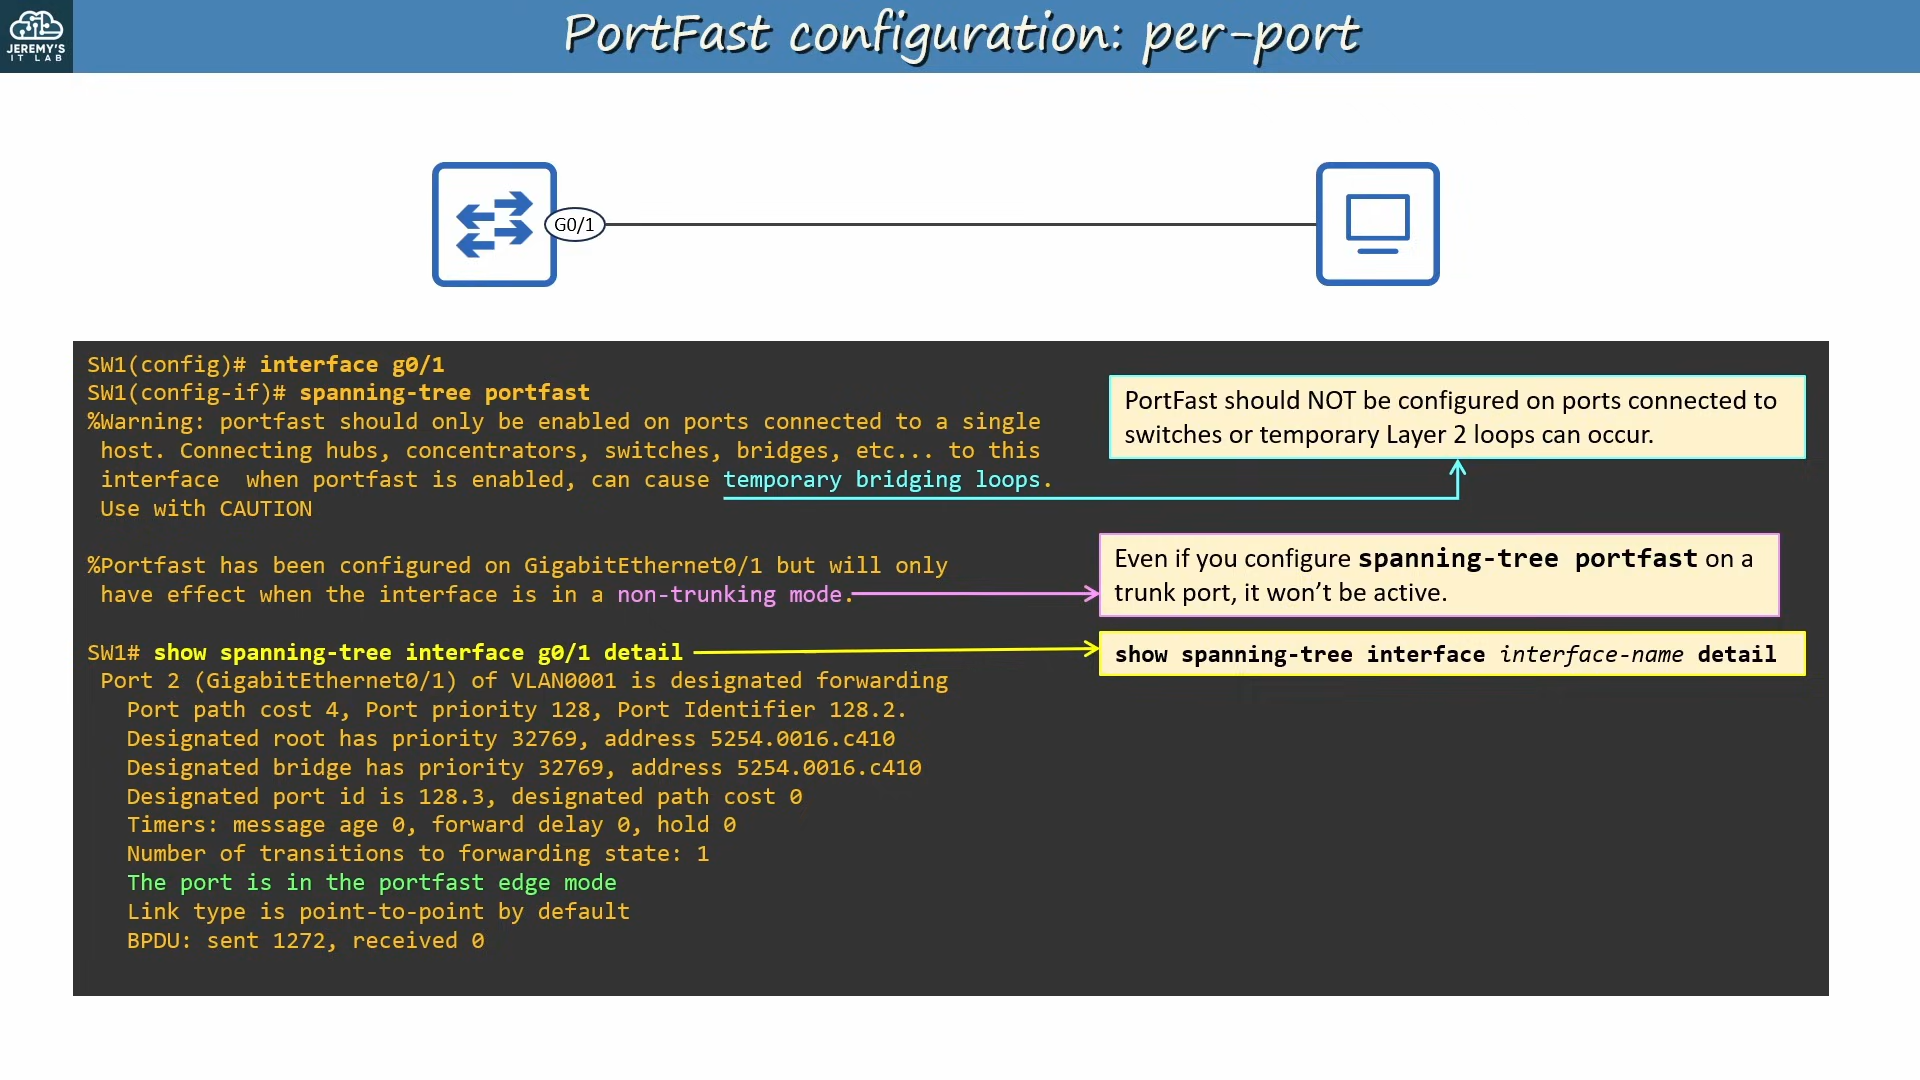 JEREMY'S
IT LAB
PortFast configuration: per-port
G0/1
SW1(config)# interface g0/1
SW1(config-if)# spanning-tree portfast
%Warning: portfast should only be enabled on ports connected to a single
host. Connecting hubs, concentrators, switches, bridges, etc... to this
interface  when portfast is enabled, can cause temporary bridging loops.
Use with CAUTION
PortFast should NOT be configured on ports connected to
switches or temporary Layer 2 loops can occur.
%Portfast has been configured on GigabitEthernet0/1 but will only
have effect when the interface is in a non-trunking mode.
Even if you configure spanning-tree portfast on a
trunk port, it won't be active.
SW1# show spanning-tree interface g0/1 detail
show spanning-tree interface interface-name detail
Port 2 (GigabitEthernet0/1) of VLAN0001 is designated forwarding
Port path cost 4, Port priority 128, Port Identifier 128.2.
Designated root has priority 32769, address 5254.0016.c410
Designated bridge has priority 32769, address 5254.0016.c410
Designated port id is 128.3, designated path cost 0
Timers: message age 0, forward delay 0, hold 0
Number of transitions to forwarding state: 1
The port is in the portfast edge mode
Link type is point-to-point by default
BPDU: sent 1272, received 0